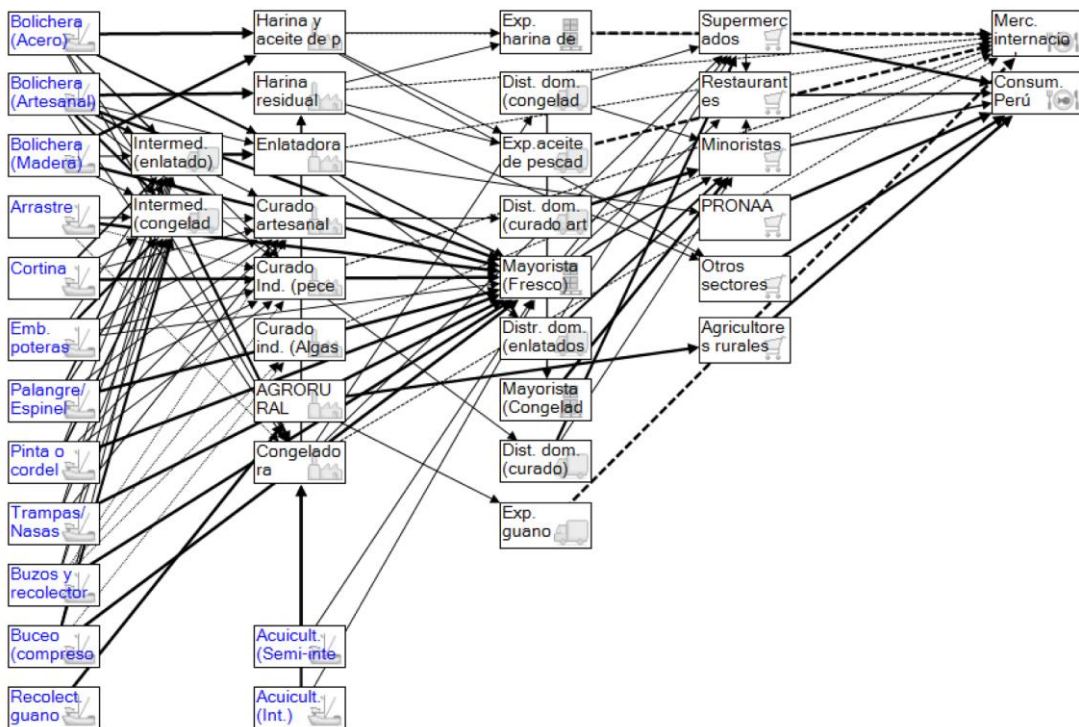 Bolichera
(Acero)
Bolichera
(Artesanal)
Bolichera
(Madera)
Arrastre
Cortina
Emb.
poteras
Palangre/
Espinel
Pinta o
cordel
Trampas/
Nasas
Buzos y
recolector
Buceo
(compreso
Recolect.
guano
Intermed.
(enlatado)
Intermed.
(congelad
Harina y
aceite de p
Harina
residual
Enlatadora
Curado
artesanal
Curado
Ind. (pece
Curado
ind. (Algas
AGRORU
RAL
Congelado
ra
Acuicult.
(Semi-inte
Acuicult.
(Int.)
Exp.
harina de
Dist. dom.
(congelad
Exp.aceite
de pescad
Dist. dom.
(curado art
Mayorista
(Fresco)
Distr. dom.
(enlatados
Mayorista
(Congelad
Dist. dom.
(curado)
Exp.
guano
Supermerc
ados
Restaurant
es
Minoristas
PRONAA
Otros
sectores
Agricultore
s rurales
Merc.
internacio
Consum.
Perú